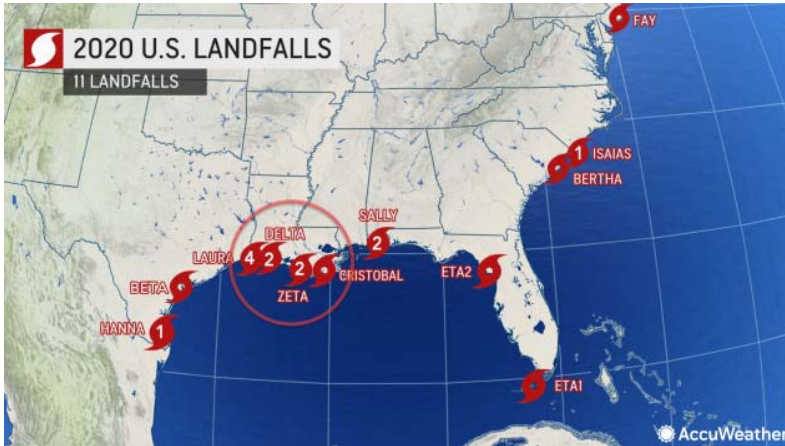 2020 U.S. LANDFALLS
11 LANDFALLS
FAY
1
ISAIAS
BERTHA
SALLY
2
DELTA
LAURA
4
2
2
ZETA
CRISTOBAL
ETA2
BETA
HANNA
1
ETA1
AccuWeather